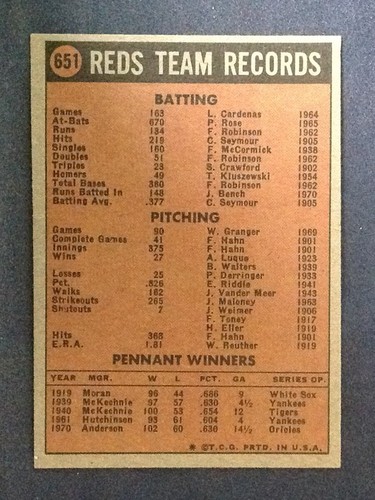 651 REDS TEAM RECORDS
BATTING
Games 163 L. Cardenas 1964
At-Bats 670 P. Rose 1965
Runs 134 F. Robinson 1962
Hits 219 C. Seymour 1905
Singles 160 F. McCormick 1938
Doubles 51 F. Robinson 1962
Triples 23 S. Crawford 1902
Homers 49 T. Kluszewski 1954
Total Bases 380 F. Robinson 1962
Runs Batted In 148 J. Bench 1970
Batting Avg. .377 C. Seymour 1905
PITCHING
Games 90 W. Granger 1969
Complete Games 41 F. Hahn 1901
Innings 375 F. Hahn 1901
Wins 27 A. Luque 1923
B. Walters 1939
Losses 25 P. Derringer 1933
Pct. .826 E. Riddle 1941
Walks 162 J. Vander Meer 1943
Strikeouts 265 J. Maloney 1963
Shutouts 7 J. Weimer 1906
F. Toney 1917
H. Eller 1919
Hits 368 F. Hahn 1901
E.R.A. 1.81 W. Reuther 1919
PENNANT WINNERS
YEAR MGR. W L PCT. GA SERIES OP.
1919 Moran 96 44 .686 9 White Sox
1939 McKechnie 97 57 .630 4½ Yankees
1940 McKechnie 100 53 .654 12 Tigers
1961 Hutchinson 93 61 .604 4 Yankees
1970 Anderson 102 60 .630 14½ Orioles
* ©T.C.G. PRTD. IN U.S.A.